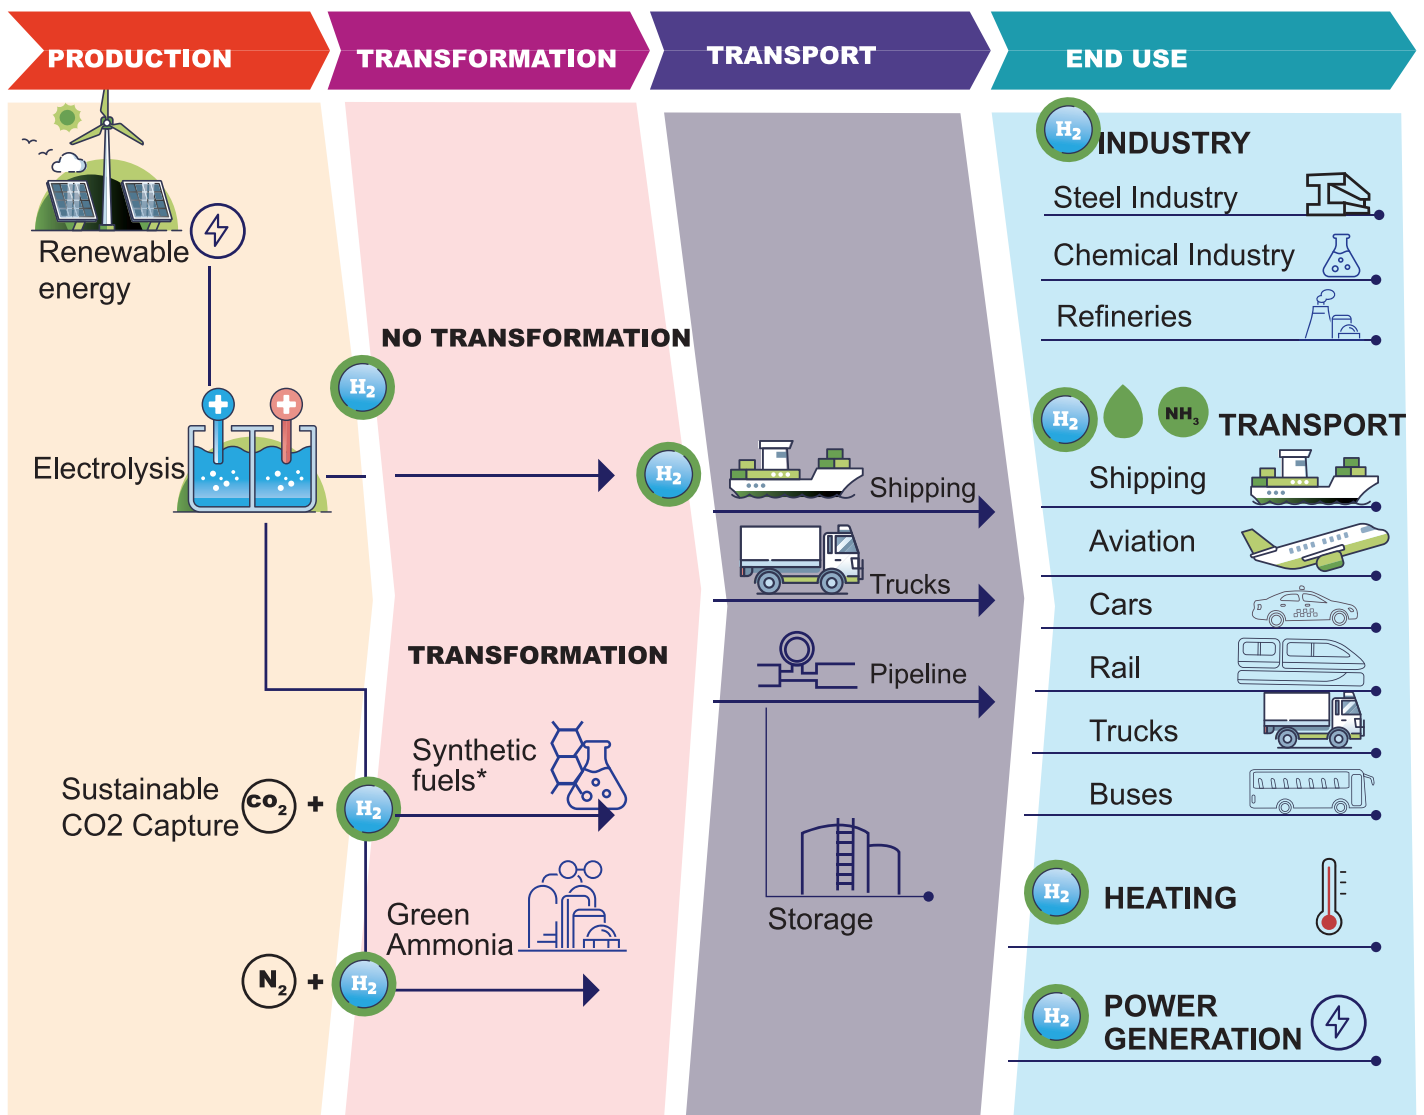 PRODUCTION
TRANSFORMATION
TRANSPORT
END USE
Renewable
energy
Electrolysis
Sustainable
CO2 Capture
CO₂
+
H₂
N₂
+
H₂
NO TRANSFORMATION
H₂
TRANSFORMATION
Synthetic
fuels*
Green
Ammonia
H₂
Shipping
Trucks
Pipeline
Storage
H₂
INDUSTRY
Steel Industry
Chemical Industry
Refineries
H₂
NH₃
TRANSPORT
Shipping
Aviation
Cars
Rail
Trucks
Buses
H₂
HEATING
H₂
POWER
GENERATION